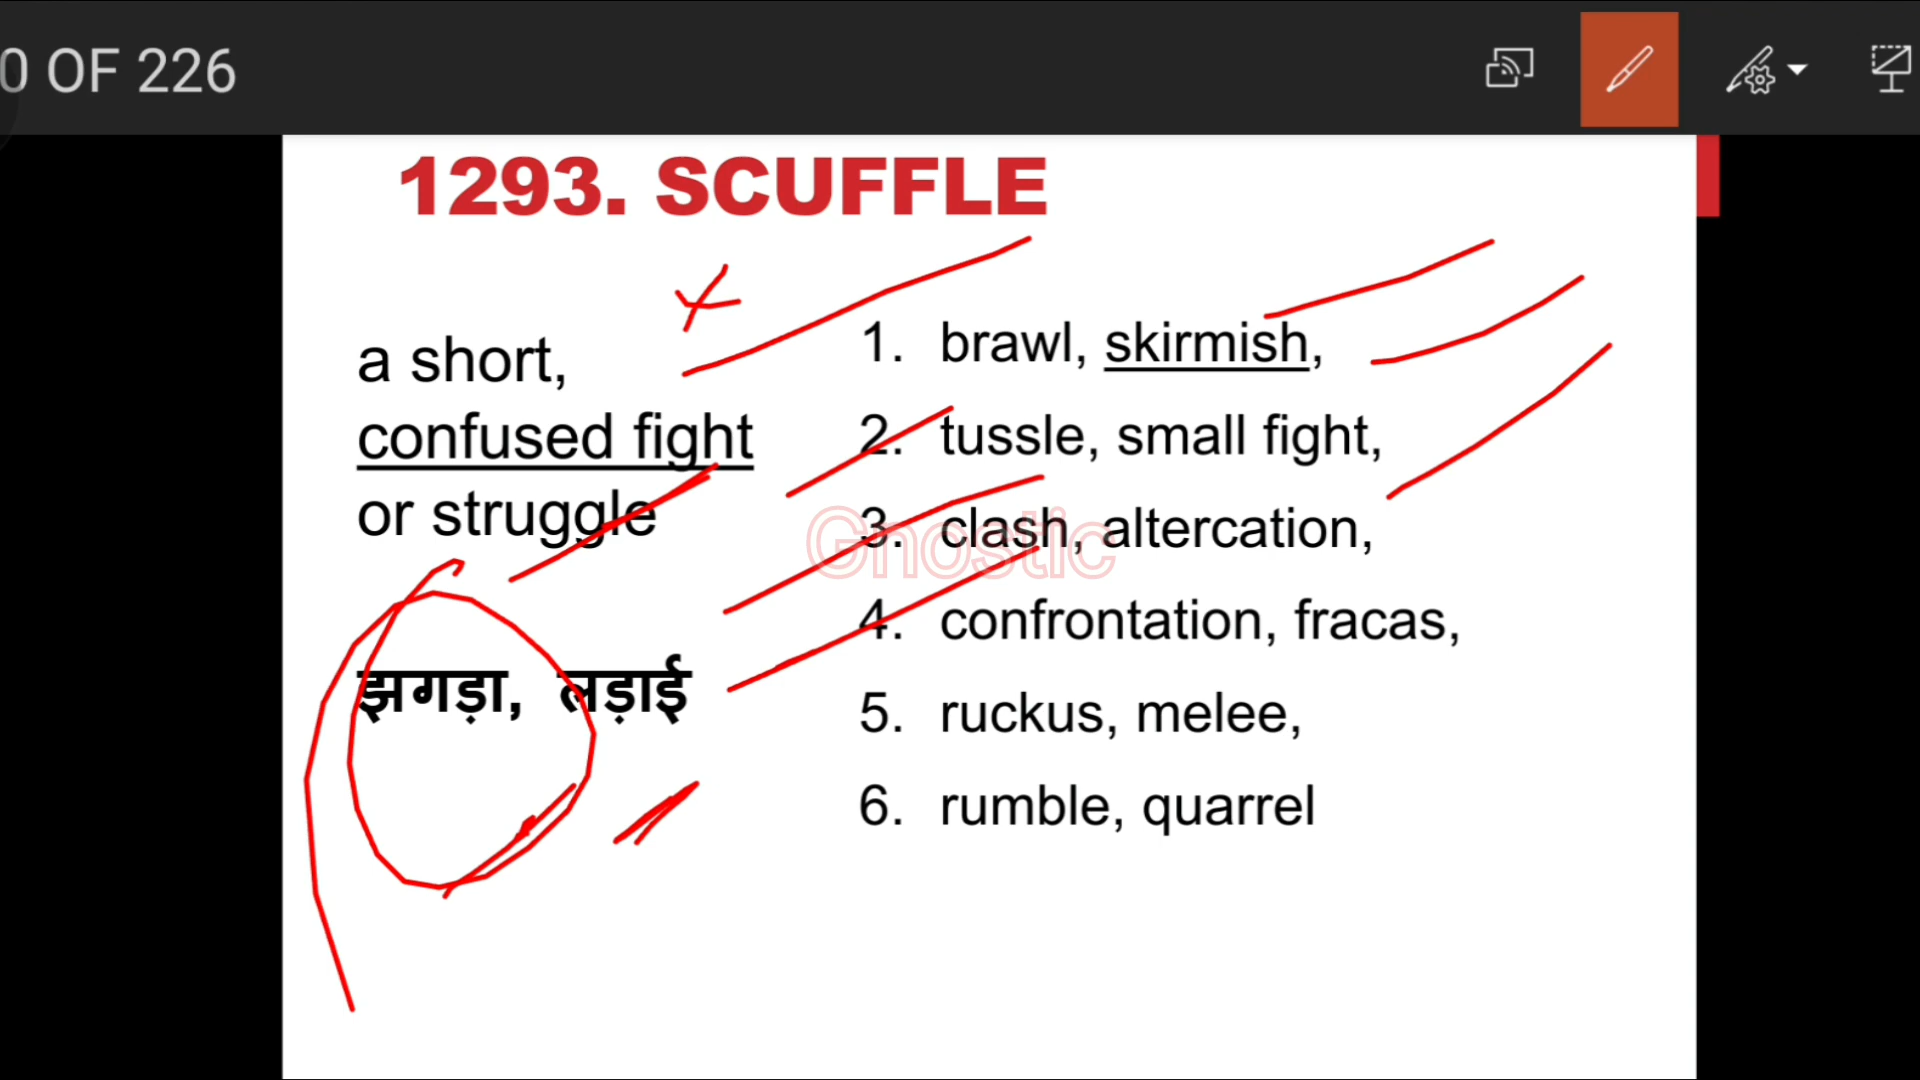 0 OF 226
1293. SCUFFLE
a short,
confused fight
or struggle
झगड़ा, लड़ाई
1. brawl, skirmish,
2. tussle, small fight,
3. clash, altercation,
4. confrontation, fracas,
5. ruckus, melee,
6. rumble, quarrel
Gnostic